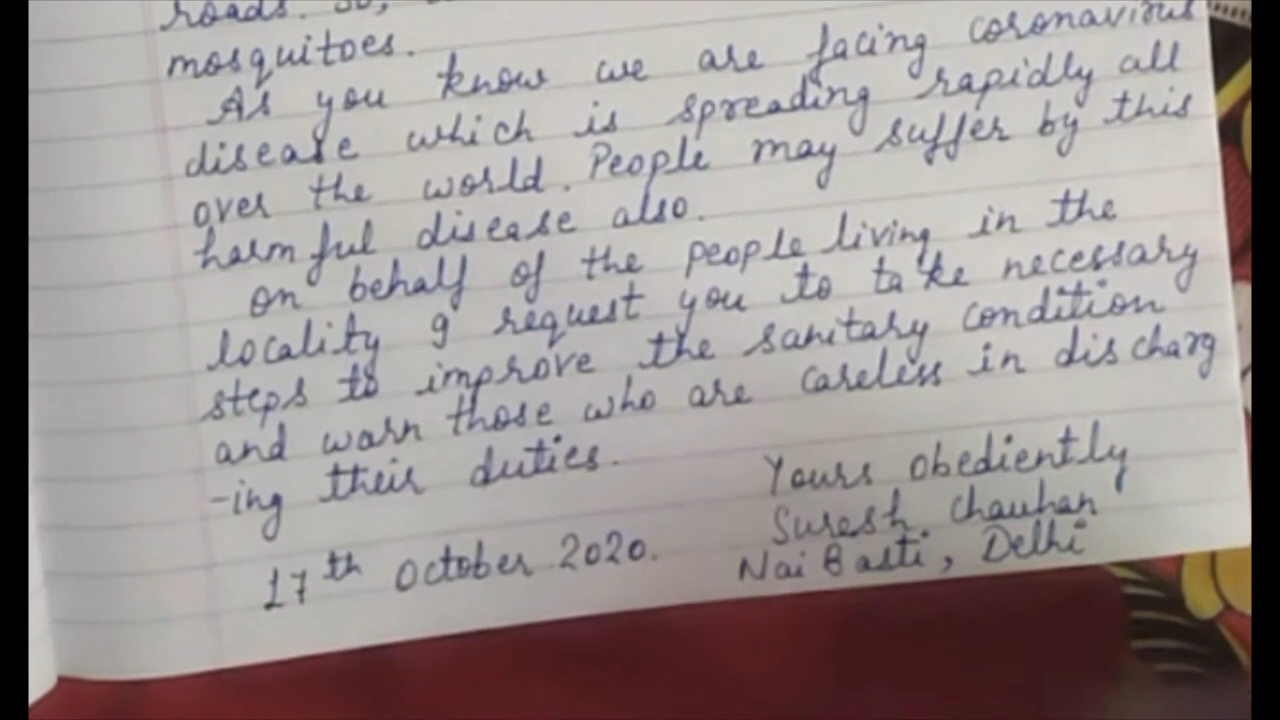 roads. So,
mosquitoes.
As you know we are facing coronavirus
disease which is spreading rapidly all
over the world. People may suffer by this
harmful disease also.
on behalf of the people living in the
locality I request you to take necessary
steps to improve the sanitary condition
and warn those who are careless in discharg
-ing their duties.
Yours obediently
Suresh Chauhan
17th October 2020.
Nai Basti, Delhi